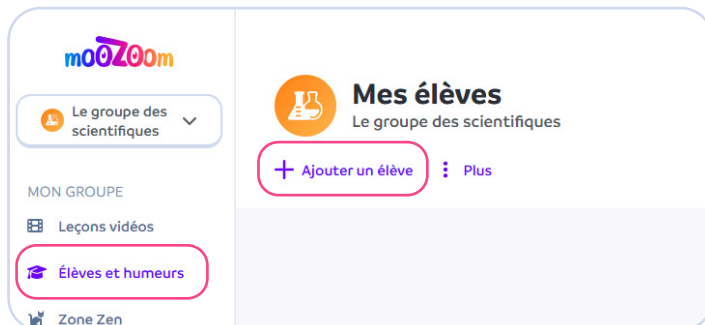 mooZoom
Le groupe des
scientifiques
MON GROUPE
Leçons vidéos
Élèves et humeurs
Zone Zen
Mes élèves
Le groupe des scientifiques
Ajouter un élève
Plus